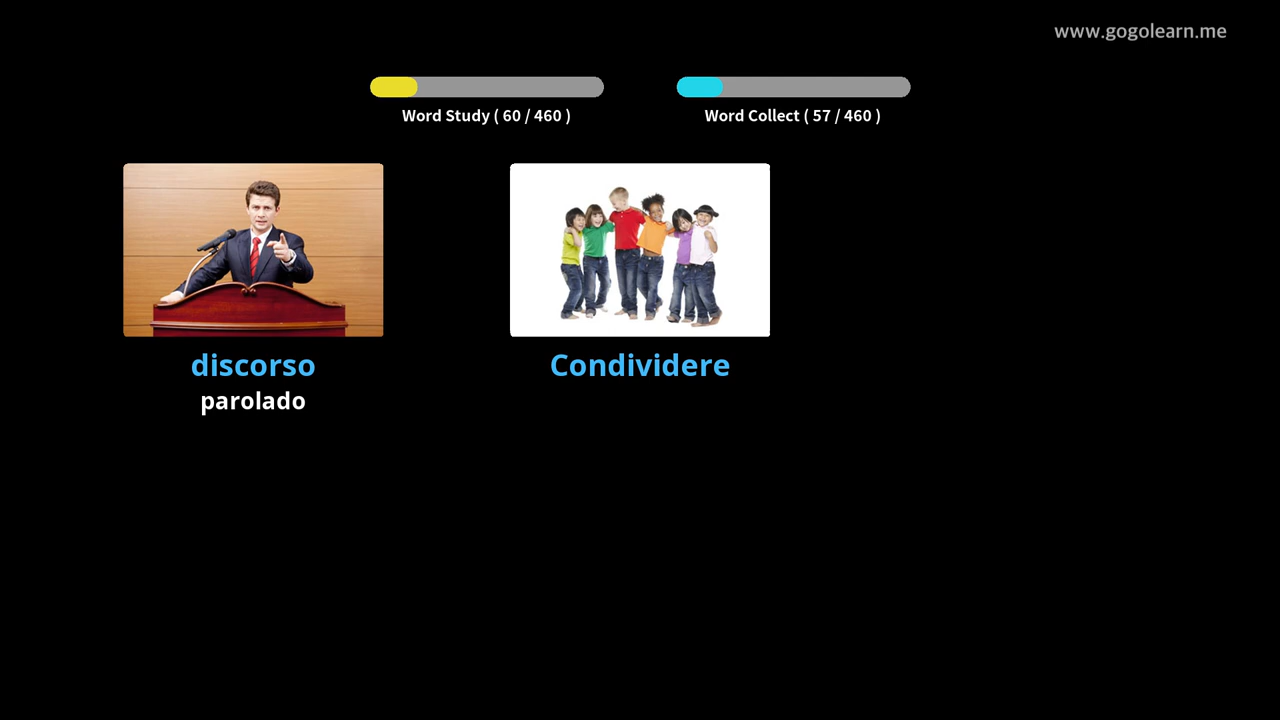 www.gogolearn.me
Word Study ( 60 / 460 )
Word Collect ( 57 / 460 )
discorso
parolado
Condividere